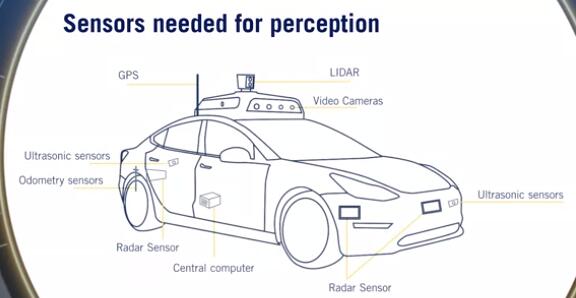 Sensors needed for perception
GPS
LIDAR
Video Cameras
Ultrasonic sensors
Odometry sensors
Ultrasonic sensors
Radar Sensor
Central computer
Radar Sensor